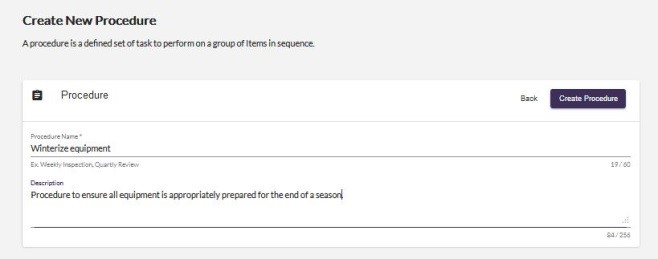 Create New Procedure
A procedure is a defined set of task to perform on a group of Items in sequence.
Procedure
Back
Create Procedure
Procedure Name *
Winterize equipment
Ex. Weekly Inspection, Quartly Review
19 / 60
Description
Procedure to ensure all equipment is appropriately prepared for the end of a season.
84 / 256